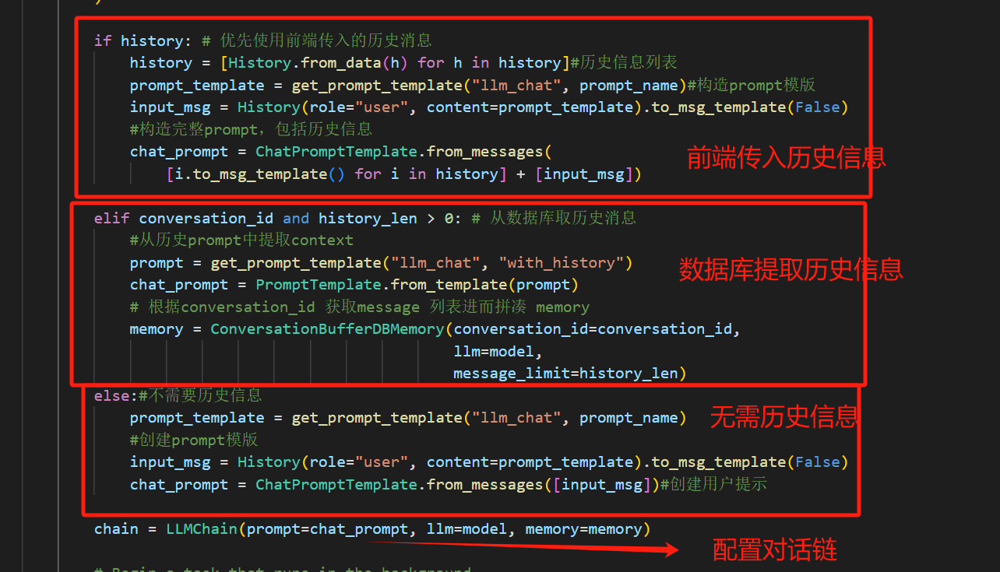 )
if history: # 优先使用前端传入的历史消息
history = [History.from_data(h) for h in history]#历史信息列表
prompt_template = get_prompt_template("llm_chat", prompt_name)#构造prompt模版
input_msg = History(role="user", content=prompt_template).to_msg_template(False)
#构造完整prompt，包括历史信息
chat_prompt = ChatPromptTemplate.from_messages(
前端传入历史信息
[i.to_msg_template() for i in history] + [input_msg])
elif conversation_id and history_len > 0: # 从数据库取历史消息
#从历史prompt中提取context
prompt = get_prompt_template("llm_chat", "with_history")
数据库提取历史信息
chat_prompt = PromptTemplate.from_template(prompt)
# 根据conversation_id 获取message 列表进而拼凑 memory
memory = ConversationBufferDBMemory(conversation_id=conversation_id,
llm=model,
message_limit=history_len)
else:#不需要历史信息
prompt_template = get_prompt_template("llm_chat", prompt_name)
无需历史信息
#创建prompt模版
input_msg = History(role="user", content=prompt_template).to_msg_template(False)
chat_prompt = ChatPromptTemplate.from_messages([input_msg])#创建用户提示
chain = LLMChain(prompt=chat_prompt, llm=model, memory=memory)
配置对话链
# Begin a task that runs in the background.